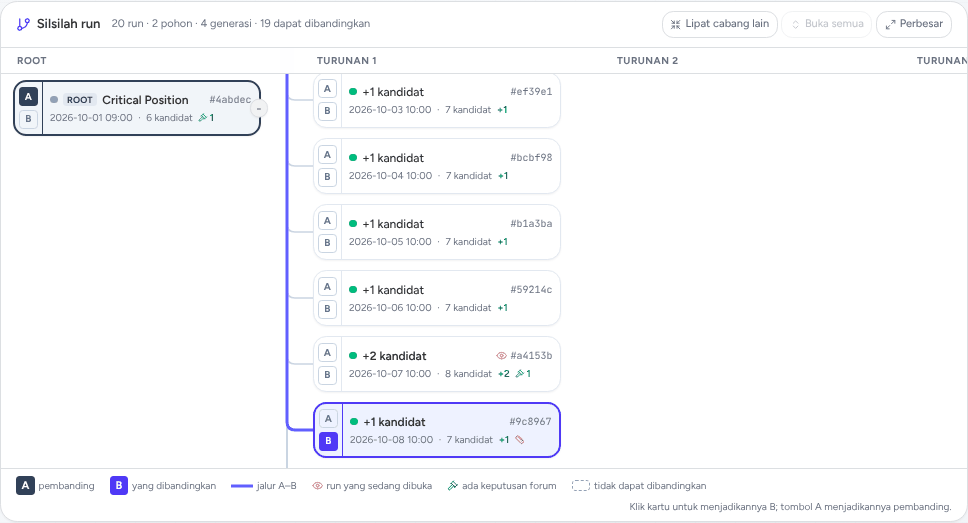 Silsilah run 20 run · 2 pohon · 4 generasi · 19 dapat dibandingkan
Lipat cabang lain Buka semua Perbesar
ROOT TURUNAN 1 TURUNAN 2 TURUNAN
A ROOT Critical Position #4abdec
B 2026-10-01 09:00 · 6 kandidat 1
A +1 kandidat #ef39e1
B 2026-10-03 10:00 · 7 kandidat +1
A +1 kandidat #bcbf98
B 2026-10-04 10:00 · 7 kandidat +1
A +1 kandidat #b1a3ba
B 2026-10-05 10:00 · 7 kandidat +1
A +1 kandidat #59214c
B 2026-10-06 10:00 · 7 kandidat +1
A +2 kandidat #a4153b
B 2026-10-07 10:00 · 8 kandidat +2 1
A +1 kandidat #9c8967
B 2026-10-08 10:00 · 7 kandidat +1
A pembanding B yang dibandingkan jalur A–B run yang sedang dibuka ada keputusan forum tidak dapat dibandingkan
Klik kartu untuk menjadikannya B; tombol A menjadikannya pembanding.